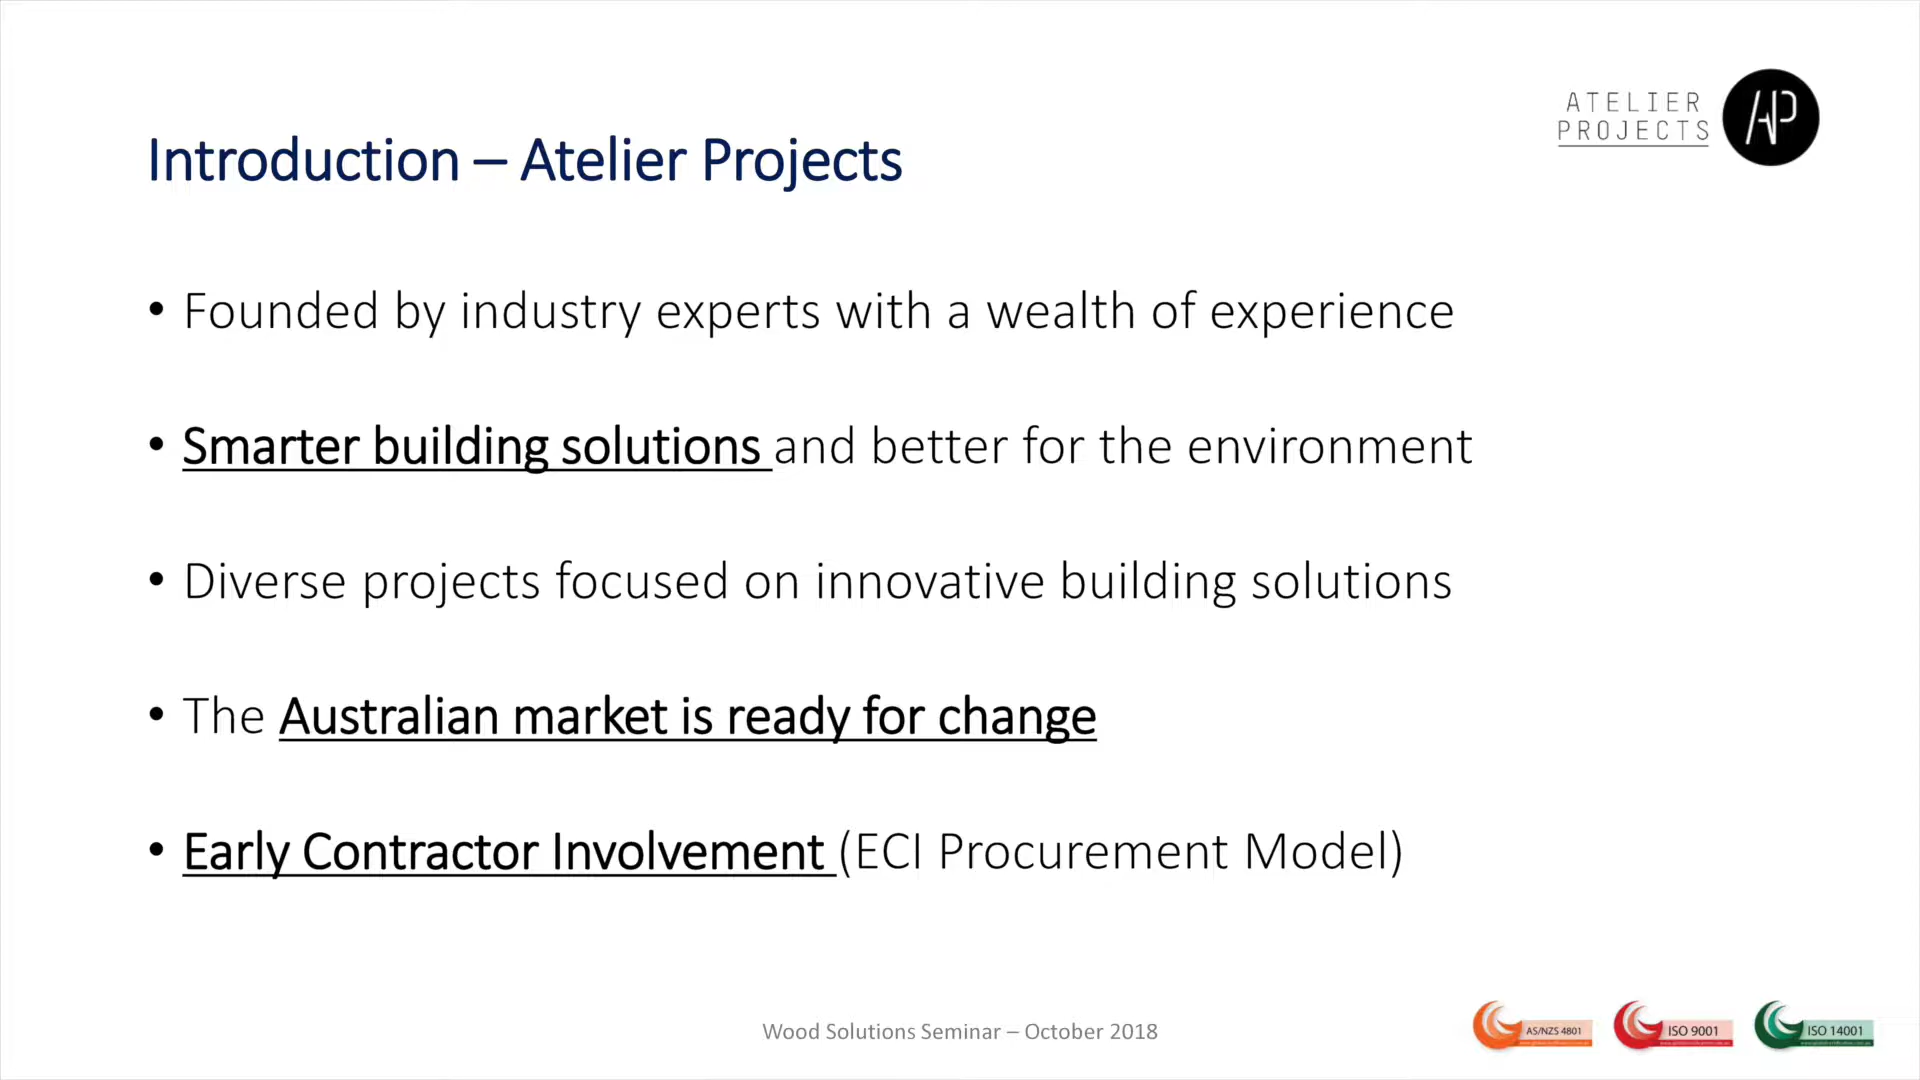 ATELIER
PROJECTS
AP
Introduction – Atelier Projects
• Founded by industry experts with a wealth of experience
• Smarter building solutions and better for the environment
• Diverse projects focused on innovative building solutions
• The Australian market is ready for change
• Early Contractor Involvement (ECI Procurement Model)
Wood Solutions Seminar – October 2018
AS/NZS 4801
ISO 9001
ISO 14001